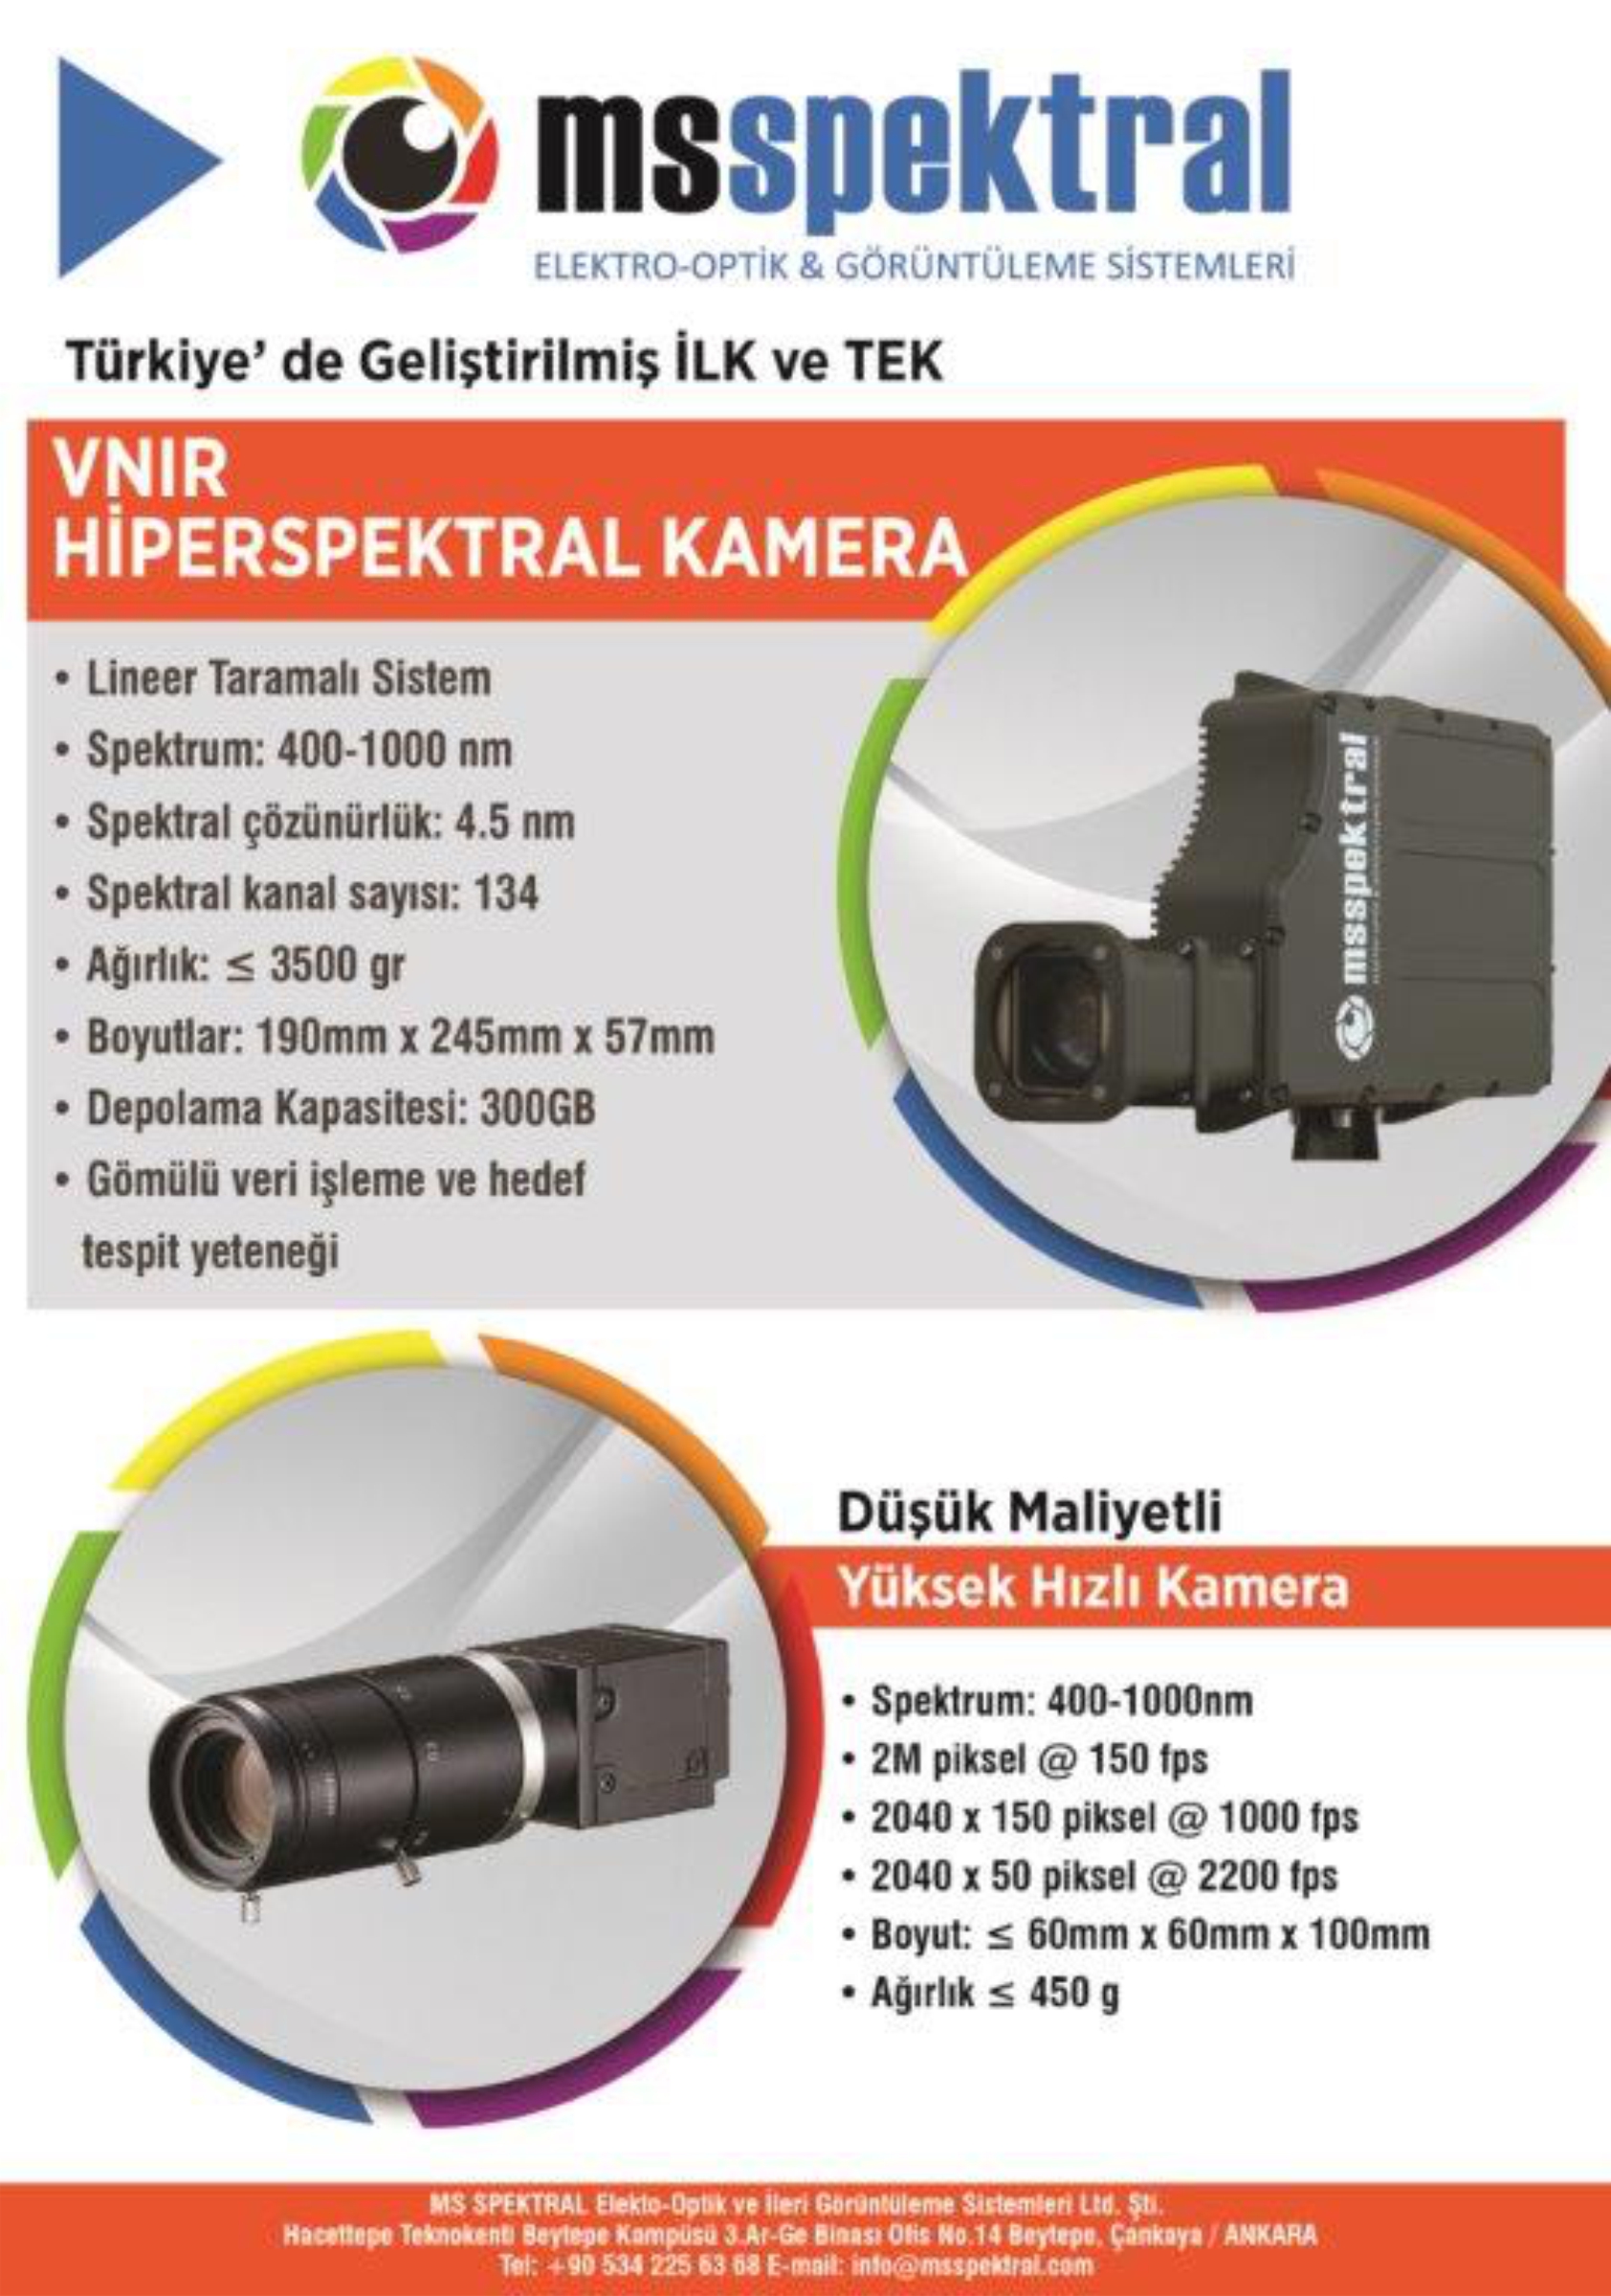 msspektral
ELEKTRO-OPTİK & GÖRÜNTÜLEME SİSTEMLERİ
Türkiye' de Geliştirilmiş İLK ve TEK
VNIR
HİPERSPEKTRAL KAMERA
• Lineer Taramalı Sistem
• Spektrum: 400-1000 nm
• Spektral çözünürlük: 4.5 nm
• Spektral kanal sayısı: 134
• Ağırlık: ≤ 3500 gr
• Boyutlar: 190mm x 245mm x 57mm
• Depolama Kapasitesi: 300GB
• Gömülü veri işleme ve hedef
tespit yeteneği
msspektral
Düşük Maliyetli
Yüksek Hızlı Kamera
• Spektrum: 400-1000nm
• 2M piksel @ 150 fps
• 2040 x 150 piksel @ 1000 fps
• 2040 x 50 piksel @ 2200 fps
• Boyut: ≤ 60mm x 60mm x 100mm
• Ağırlık ≤ 450 g
MS SPEKTRAL Elekto-Optik ve İleri Görüntüleme Sistemleri Ltd. Şti.
Hacettepe Teknokenti Beytepe Kampüsü 3.Ar-Ge Binası Ofis No.14 Beytepe, Çankaya / ANKARA
Tel: +90 534 225 63 68 E-mail: info@msspektral.com